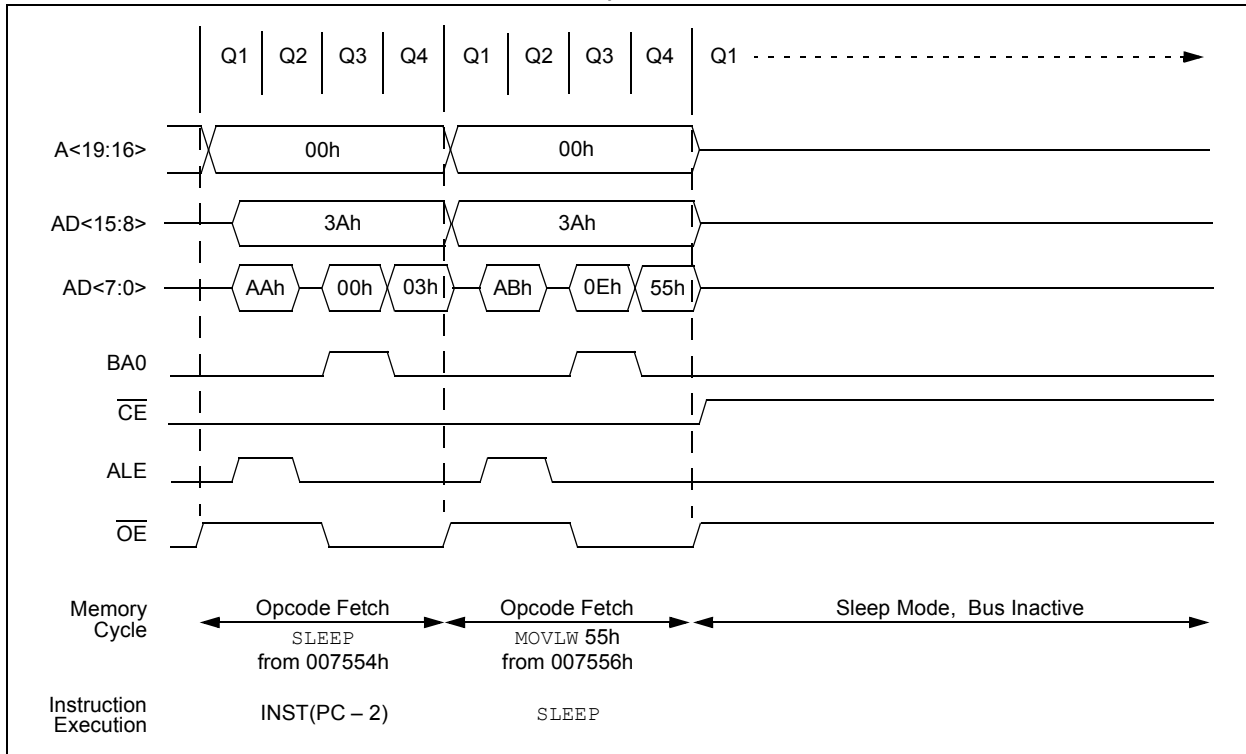 Q1 Q2 Q3 Q4 Q1 Q2 Q3 Q4 Q1
A<19:16> 00h 00h
AD<15:8> 3Ah 3Ah
AD<7:0> AAh 00h 03h ABh 0Eh 55h
BA0
CE
ALE
OE
Memory
Cycle
Opcode Fetch
SLEEP
from 007554h
Opcode Fetch
MOVLW 55h
from 007556h
Sleep Mode, Bus Inactive
Instruction
Execution
INST(PC – 2)
SLEEP